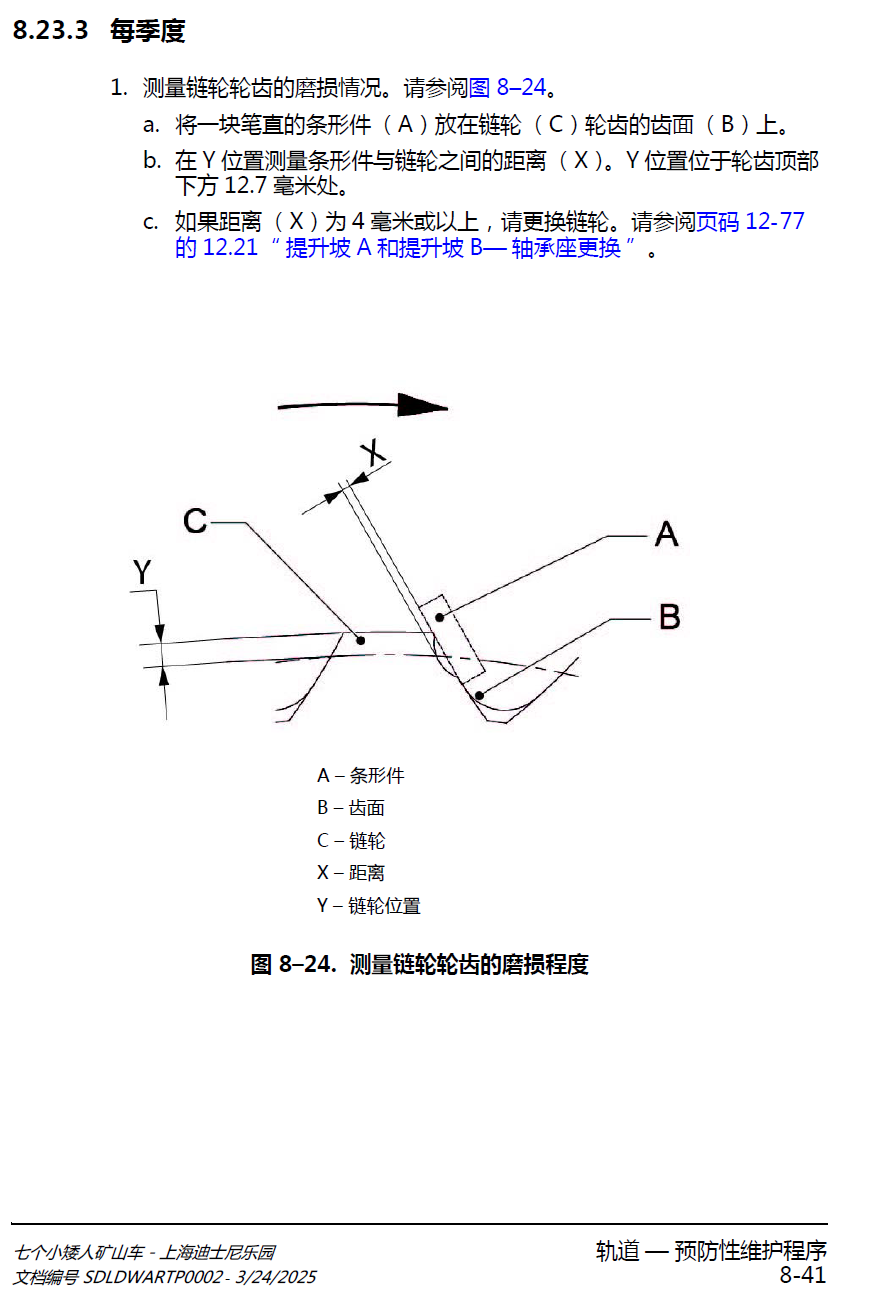 8.23.3 每季度
1. 测量链轮轮齿的磨损情况。请参阅图 8–24。
a. 将一块笔直的条形件（A）放在链轮（C）轮齿的齿面（B）上。
b. 在 Y 位置测量条形件与链轮之间的距离（X）。Y 位置位于轮齿顶部
下方 12.7 毫米处。
c. 如果距离（X）为 4 毫米或以上，请更换链轮。请参阅页码 12-77
的 12.21 “ 提升坡 A 和提升坡 B— 轴承座更换 ” 。
X
C
A
Y
B
A – 条形件
B – 齿面
C – 链轮
X – 距离
Y – 链轮位置
图 8–24. 测量链轮轮齿的磨损程度
七个小矮人矿山车 - 上海迪士尼乐园
轨道 — 预防性维护程序
文档编号 SDLDWARTP0002 - 3/24/2025
8-41